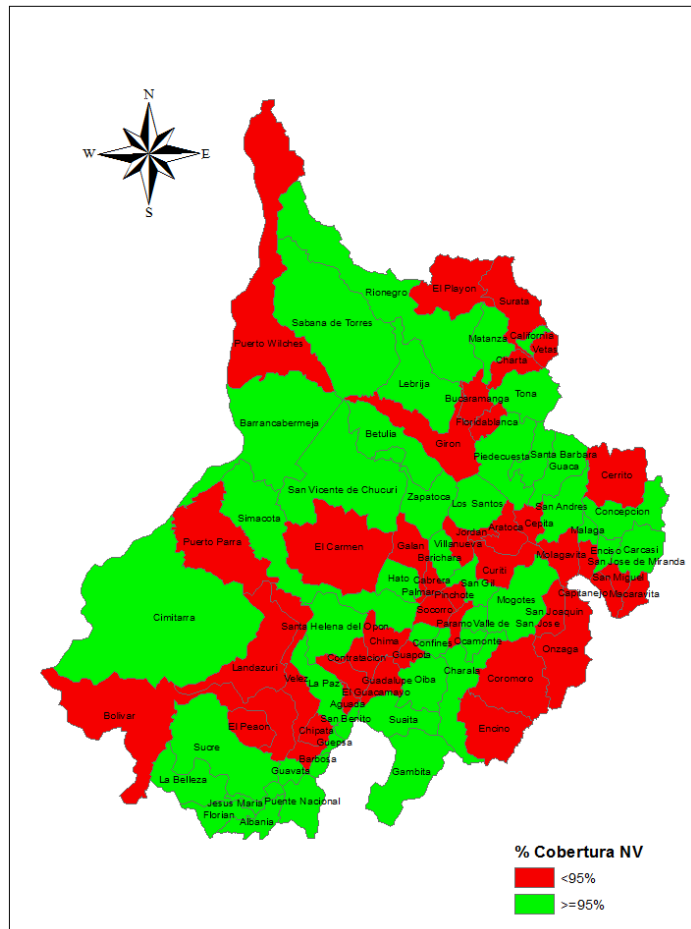 N
W
E
S
Rionegro
El Playon
Surata
Sabana de Torres
Matanza
California
Puerto Wilches
Vetas
Charta
Lebrija
Bucaramanga
Tona
Barrancabermeja
Floridablanca
Betulia
Giron
Piedecuesta
Santa Barbara
Guaca
Cerrito
San Vicente de Chucuri
Zapatoca
Los Santos
San Andres
Concepcion
Simacota
Cepita
Aratoca
Jordan
Malaga
Puerto Parra
El Carmen
Galan
Villanueva
Barichara
Molagavita
Enciso
Carcasi
San Jose de Miranda
Curiti
Hato
Cabrera
San Gil
San Miguel
Palmar
Pinchote
Capitanejo
Macaravita
Mogotes
Socorro
San Joaquin
Cimitarra
Santa Helena del Opon
Paramo
Valle de San Jose
Chima
Confines
Ocamonte
Onzaga
Contratacion
Guapota
Landazuri
Velez
La Paz
Guadalupe
Oiba
Charala
Coromoro
El Guacamayo
Aguada
Bolivar
San Benito
Suaita
El Peñon
Chipata
Encino
Guepsa
Sucre
Barbosa
Guavata
Gambita
La Belleza
Jesus Maria
Puente Nacional
Florian
Albania
% Cobertura NV
<95%
>=95%